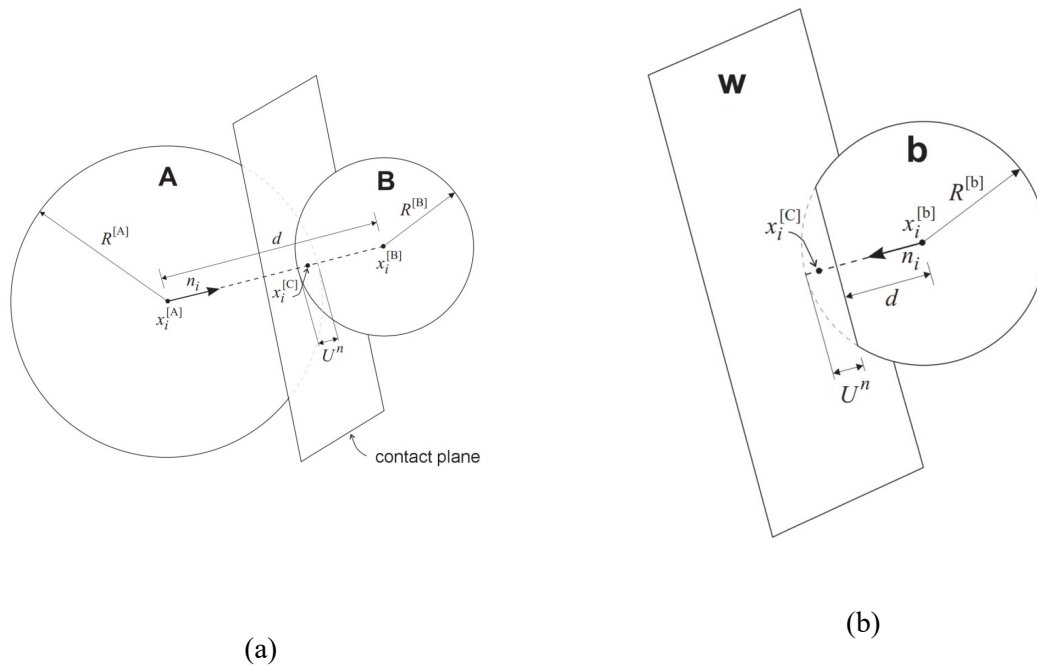 A
R^{[A]}
d
n_i
x_i^{[A]}
B
R^{[B]}
x_i^{[B]}
x_i^{[C]}
U^n
contact plane
(a)
w
b
R^{[b]}
x_i^{[C]}
x_i^{[b]}
n_i
d
U^n
(b)